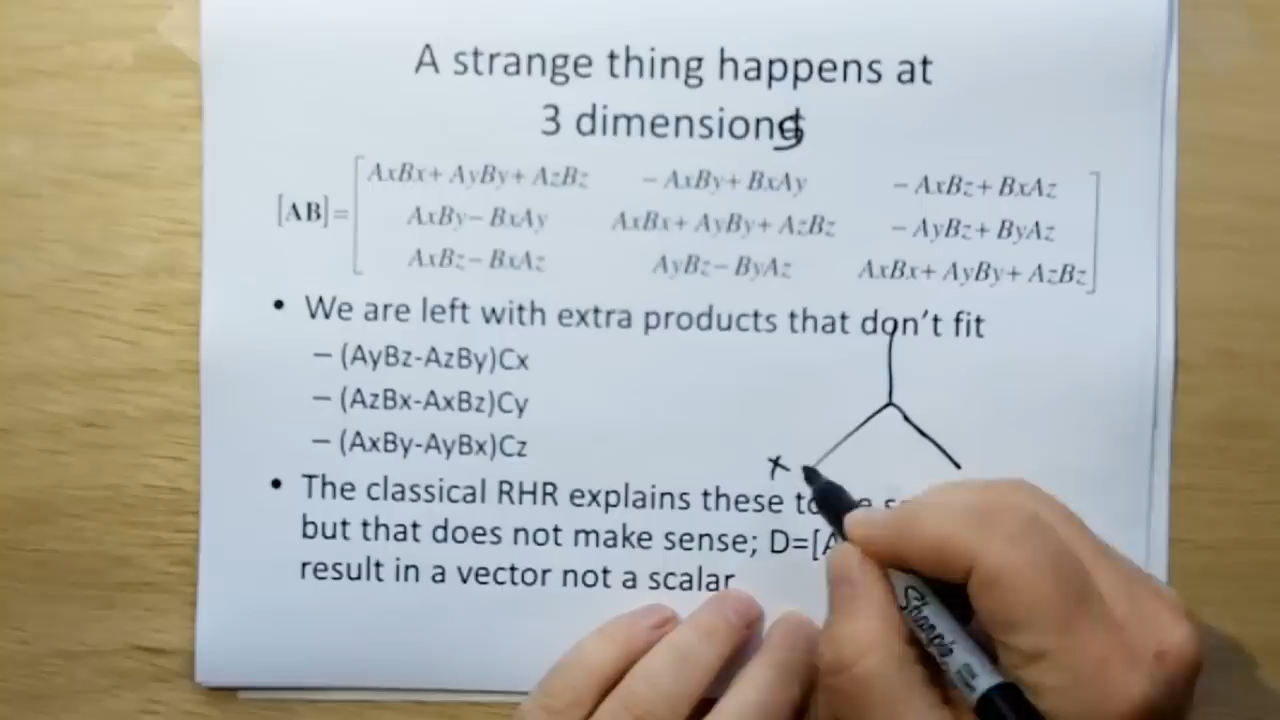 A strange thing happens at
3 dimensions
[AB]= AxBx+ AyBy+ AzBz − AxBy+ BxAy − AxBz+ BxAz
AxBy− BxAy AxBx+ AyBy+ AzBz − AyBz+ ByAz
AxBz− BxAz AyBz− ByAz AxBx+ AyBy+ AzBz
• We are left with extra products that don't fit
– (AyBz-AzBy)Cx
– (AzBx-AxBz)Cy
– (AxBy-AyBx)Cz
x
• The classical RHR explains these
but that does not make sense; D=[A
result in a vector not a scalar
Sharpie